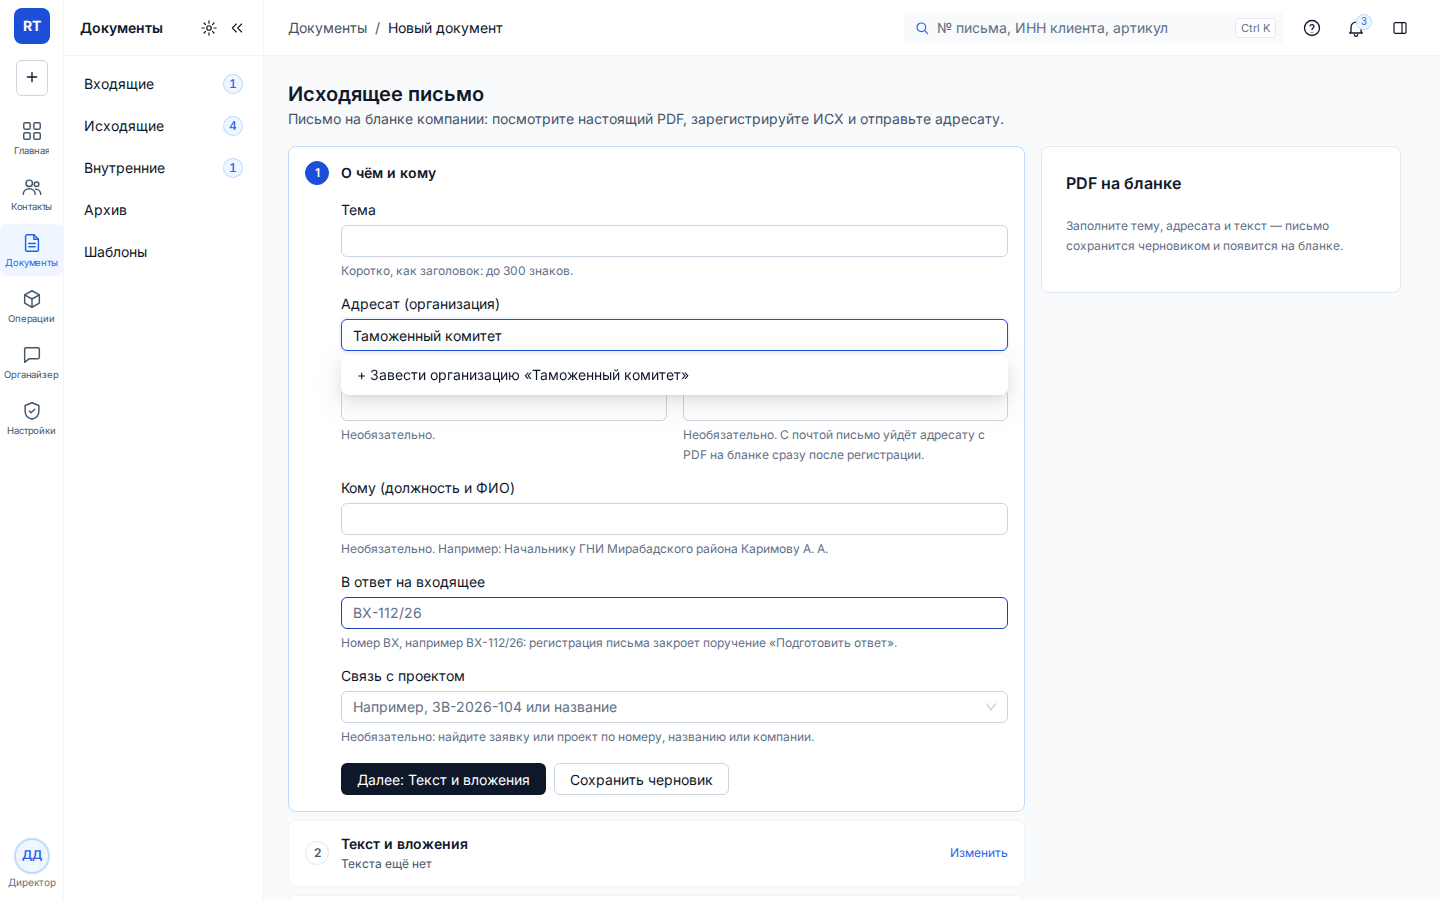 RT
Главная
Контакты
Документы
Операции
Органайзер
Настройки
ДД
Директор
Документы
Входящие 1
Исходящие 4
Внутренние 1
Архив
Шаблоны
Документы / Новый документ
№ письма, ИНН клиента, артикул Ctrl K
3
Исходящее письмо
Письмо на бланке компании: посмотрите настоящий PDF, зарегистрируйте ИСХ и отправьте адресату.
1 О чём и кому
Тема
Коротко, как заголовок: до 300 знаков.
Адресат (организация)
Таможенный комитет
+ Завести организацию «Таможенный комитет»
Необязательно.
Необязательно. С почтой письмо уйдёт адресату с
PDF на бланке сразу после регистрации.
Кому (должность и ФИО)
Необязательно. Например: Начальнику ГНИ Мирабадского района Каримову А. А.
В ответ на входящее
ВХ-112/26
Номер ВХ, например ВХ-112/26: регистрация письма закроет поручение «Подготовить ответ».
Связь с проектом
Например, ЗВ-2026-104 или название
Необязательно: найдите заявку или проект по номеру, названию или компании.
Далее: Текст и вложения
Сохранить черновик
2 Текст и вложения
Текста ещё нет
Изменить
PDF на бланке
Заполните тему, адресата и текст — письмо
сохранится черновиком и появится на бланке.